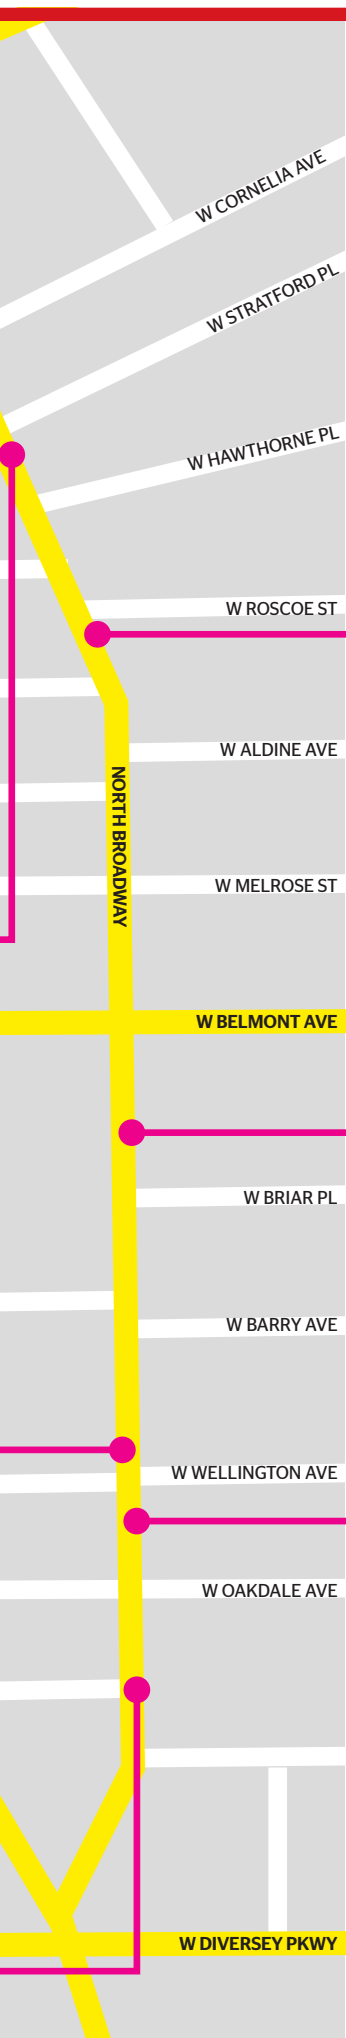 W CORNELIA AVE
W STRATFORD PL
W HAWTHORNE PL
W ROSCOE ST
W ALDINE AVE
NORTH BROADWAY
W MELROSE ST
W BELMONT AVE
W BRIAR PL
W BARRY AVE
W WELLINGTON AVE
W OAKDALE AVE
W DIVERSEY PKWY